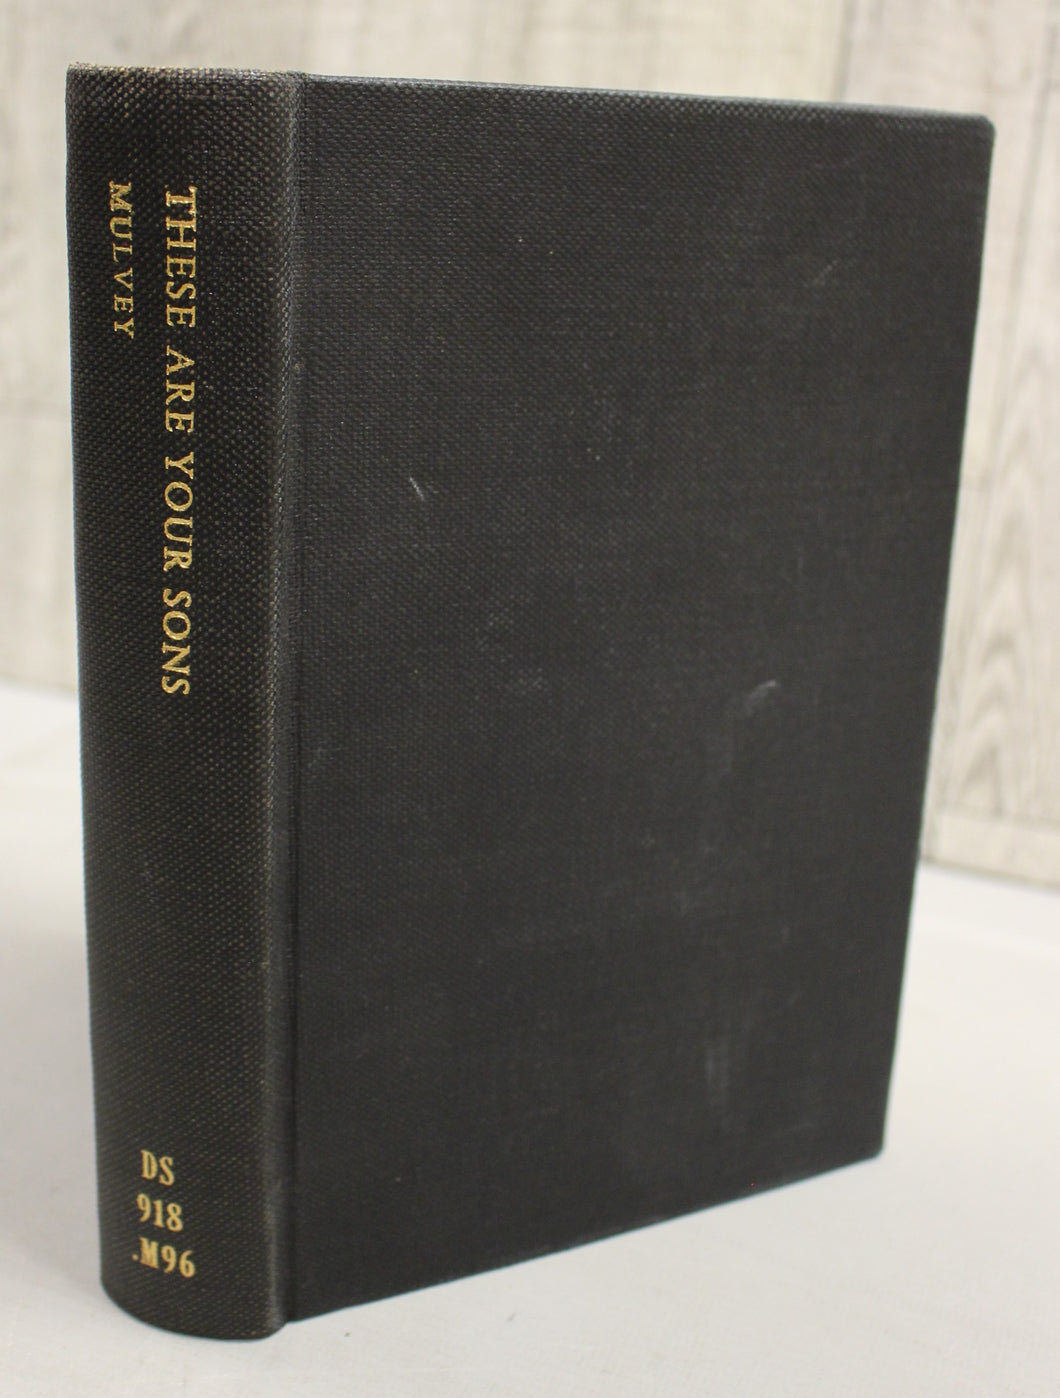 THESE ARE YOUR SONS
MULVEY
DS
918
.M96